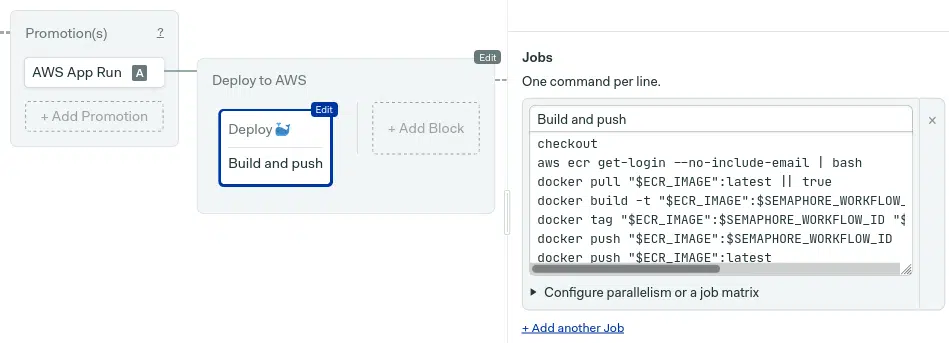 Promotion(s)
?
AWS App Run A
+ Add Promotion
Edit
Deploy to AWS
Edit
Deploy
Build and push
+ Add Block
Jobs
One command per line.
Build and push
×
checkout
aws ecr get-login --no-include-email | bash
docker pull "$ECR_IMAGE":latest || true
docker build -t "$ECR_IMAGE":$SEMAPHORE_WORKFLOW_
docker tag "$ECR_IMAGE":$SEMAPHORE_WORKFLOW_ID "$
docker push "$ECR_IMAGE":$SEMAPHORE_WORKFLOW_ID
docker push "$ECR_IMAGE":latest
Configure parallelism or a job matrix
+ Add another Job